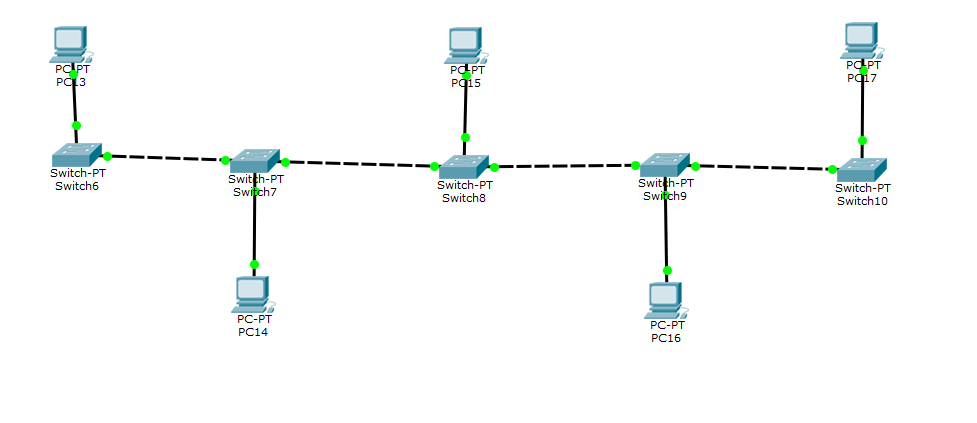 PC-PT
PC13
PC-PT
PC15
PC-PT
PC17
Switch-PT
Switch6
Switch-PT
Switch7
Switch-PT
Switch8
Switch-PT
Switch9
Switch-PT
Switch10
PC-PT
PC14
PC-PT
PC16